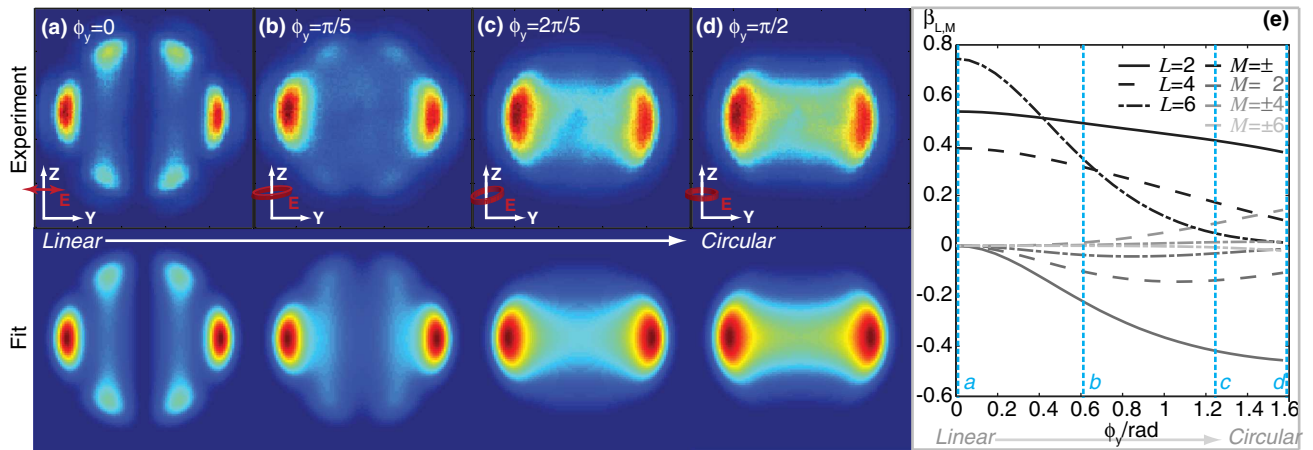 (a) ϕy=0
(b) ϕy=π/5
(c) ϕy=2π/5
(d) ϕy=π/2
Experiment
Z
E
Y
Z
E
Y
Z
E
Y
Z
E
Y
Linear
Circular
Fit
βL,M
(e)
0.8
0.6
0.4
0.2
0
-0.2
-0.4
-0.6
L=2
L=4
L=6
M=±
M= 2
M=±4
M=±6
a
b
c
d
0 0.2 0.4 0.6 0.8 1 1.2 1.4 1.6
ϕy/rad
Linear
Circular